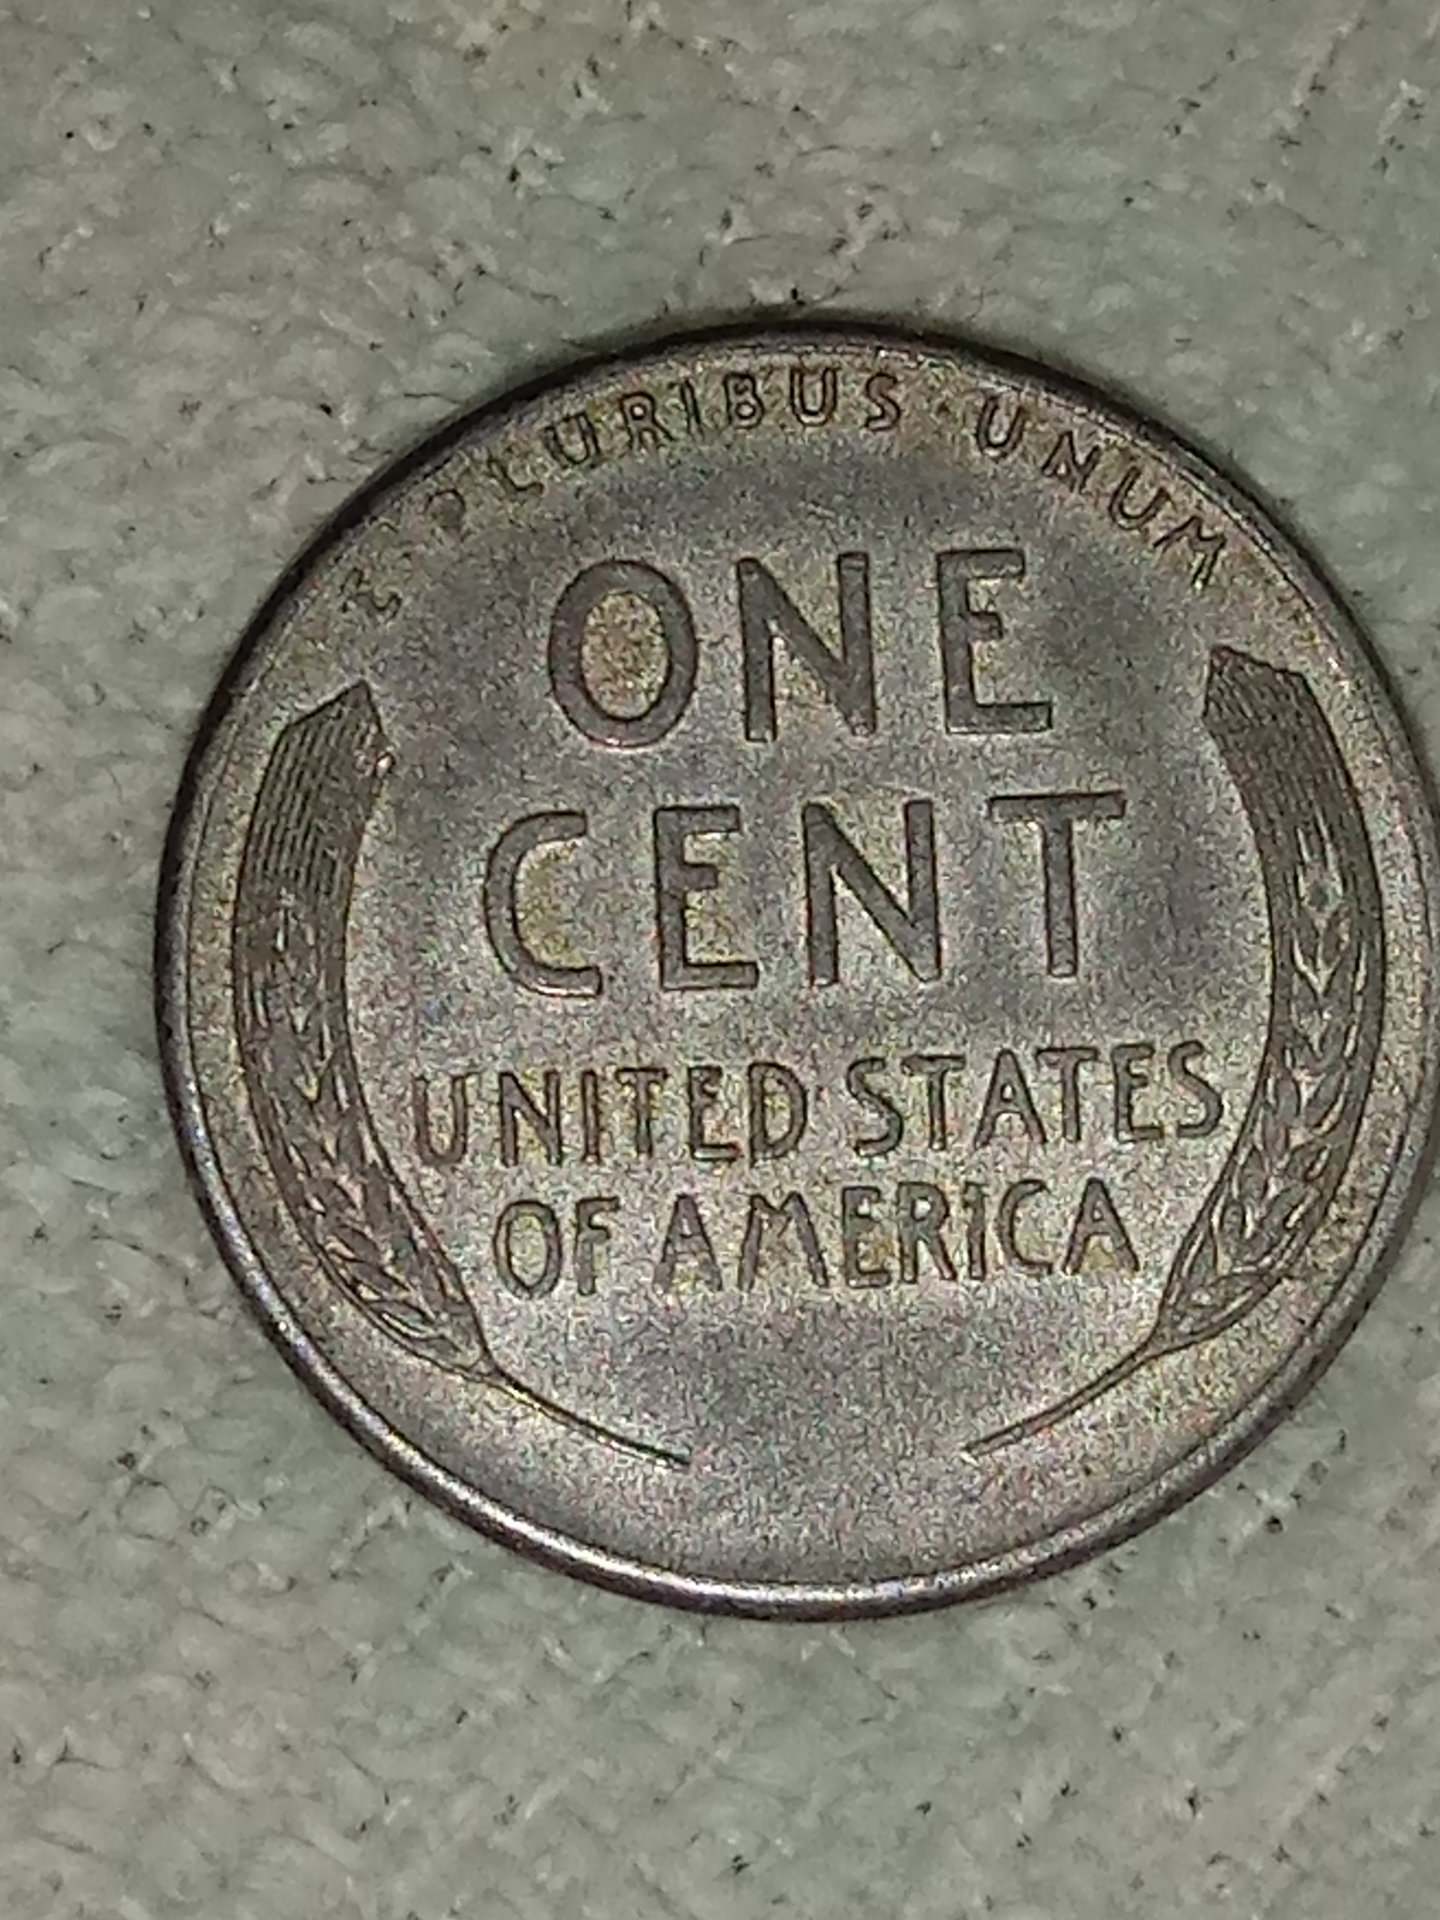 E PLURIBUS UNUM
ONE
CENT
UNITED STATES
OF AMERICA